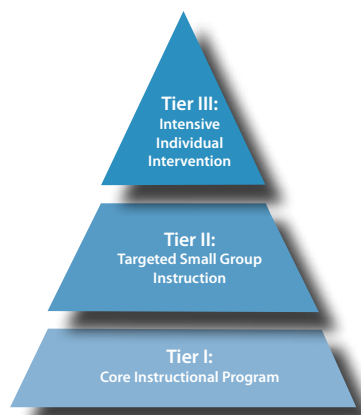 Tier III:
Intensive
Individual
Intervention
Tier II:
Targeted Small Group
Instruction
Tier I:
Core Instructional Program